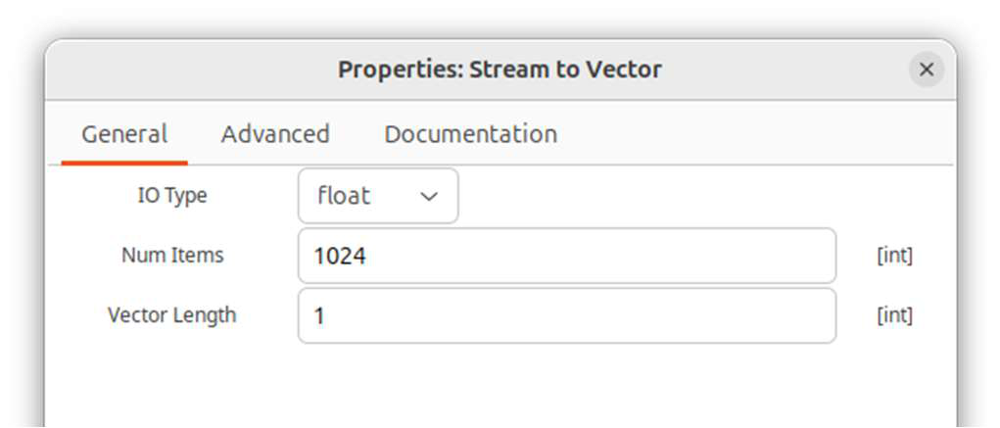 Properties: Stream to Vector
General Advanced Documentation
IO Type float
Num Items 1024 [int]
Vector Length 1 [int]